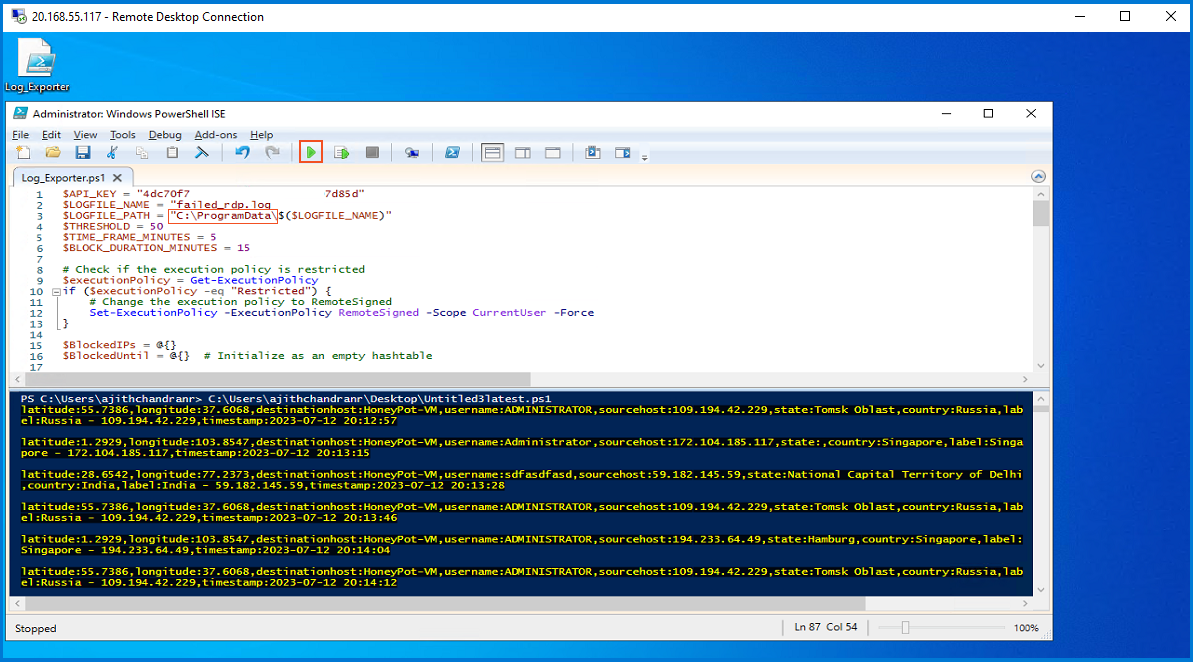 20.168.55.117 - Remote Desktop Connection
Log_Exporter
Administrator: Windows PowerShell ISE
File Edit View Tools Debug Add-ons Help
Log_Exporter.ps1
1 $API_KEY = "4dc70f7 7d85d"
2 $LOGFILE_NAME = "failed_rdp.log
3 $LOGFILE_PATH = "C:\ProgramData\$($LOGFILE_NAME)"
4 $THRESHOLD = 50
5 $TIME_FRAME_MINUTES = 5
6 $BLOCK_DURATION_MINUTES = 15
7
8 # Check if the execution policy is restricted
9 $executionPolicy = Get-ExecutionPolicy
10 if ($executionPolicy -eq "Restricted") {
11 # Change the execution policy to RemoteSigned
12 Set-ExecutionPolicy -ExecutionPolicy RemoteSigned -Scope CurrentUser -Force
13 }
14
15 $BlockedIPs = @{}
16 $BlockedUntil = @{} # Initialize as an empty hashtable
17
PS C:\Users\ajithchandranr> C:\Users\ajithchandranr\Desktop\Untitled3latest.ps1
latitude:55.7386,longitude:37.6068,destinationhost:HoneyPot-VM,username:ADMINISTRATOR,sourcehost:109.194.42.229,state:Tomsk Oblast,country:Russia,lab
el:Russia - 109.194.42.229,timestamp:2023-07-12 20:12:57
latitude:1.2929,longitude:103.8547,destinationhost:HoneyPot-VM,username:Administrator,sourcehost:172.104.185.117,state:,country:Singapore,label:Singa
pore - 172.104.185.117,timestamp:2023-07-12 20:13:15
latitude:28.6542,longitude:77.2373,destinationhost:HoneyPot-VM,username:sdfasdfasd,sourcehost:59.182.145.59,state:National Capital Territory of Delhi
,country:India,label:India - 59.182.145.59,timestamp:2023-07-12 20:13:28
latitude:55.7386,longitude:37.6068,destinationhost:HoneyPot-VM,username:ADMINISTRATOR,sourcehost:109.194.42.229,state:Tomsk Oblast,country:Russia,lab
el:Russia - 109.194.42.229,timestamp:2023-07-12 20:13:46
latitude:1.2929,longitude:103.8547,destinationhost:HoneyPot-VM,username:ADMINISTRATOR,sourcehost:194.233.64.49,state:Hamburg,country:Singapore,label:
Singapore - 194.233.64.49,timestamp:2023-07-12 20:14:04
latitude:55.7386,longitude:37.6068,destinationhost:HoneyPot-VM,username:ADMINISTRATOR,sourcehost:109.194.42.229,state:Tomsk Oblast,country:Russia,lab
el:Russia - 109.194.42.229,timestamp:2023-07-12 20:14:12
Stopped
Ln 87 Col 54
100%